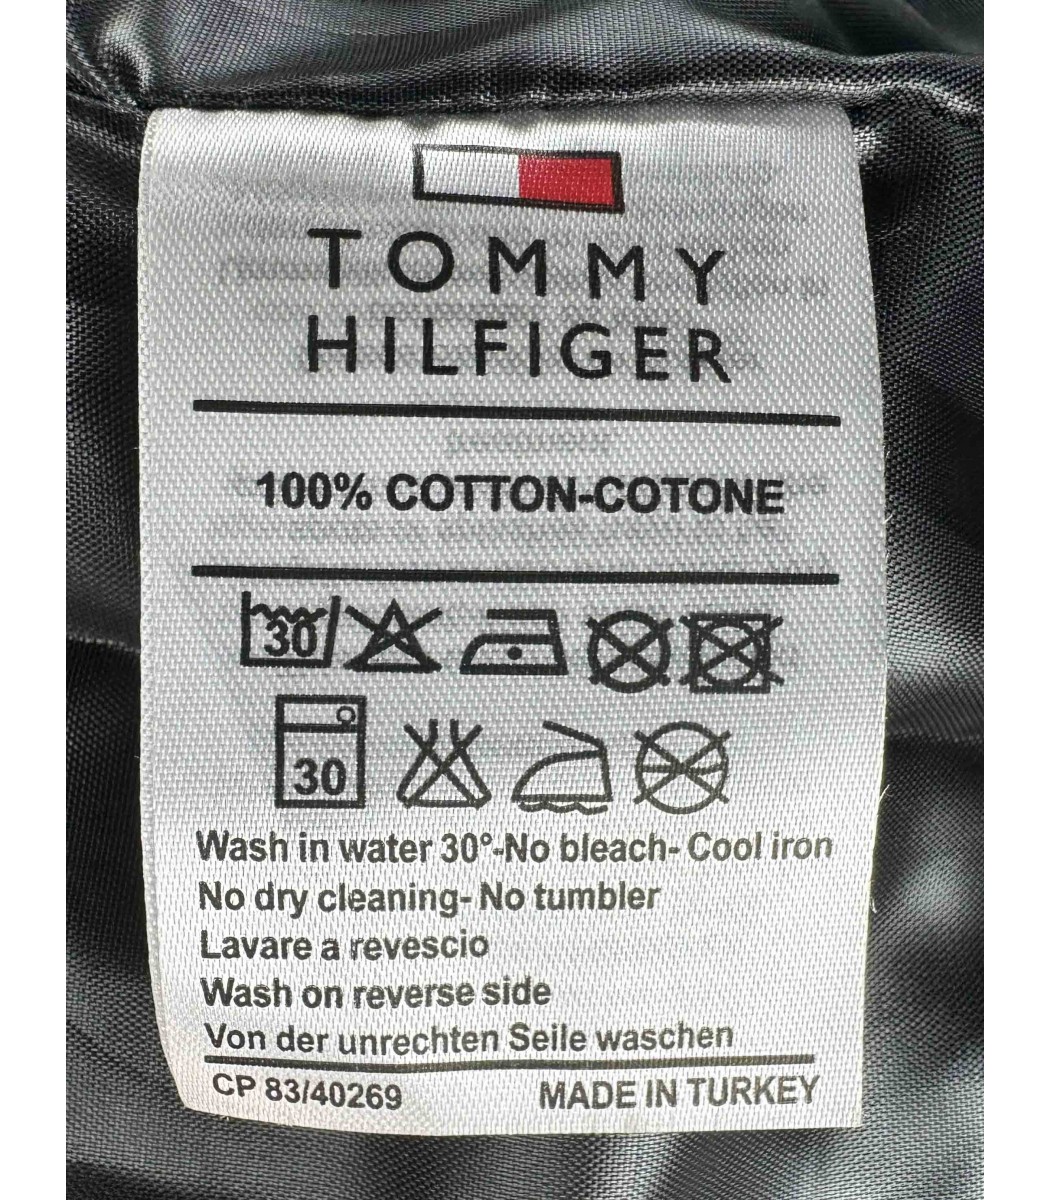 TOMMY
HILFIGER
100% COTTON-COTONE
30
30
Wash in water 30°-No bleach- Cool iron
No dry cleaning- No tumbler
Lavare a revescio
Wash on reverse side
Von der unrechten Seile waschen
CP 83/40269 MADE IN TURKEY